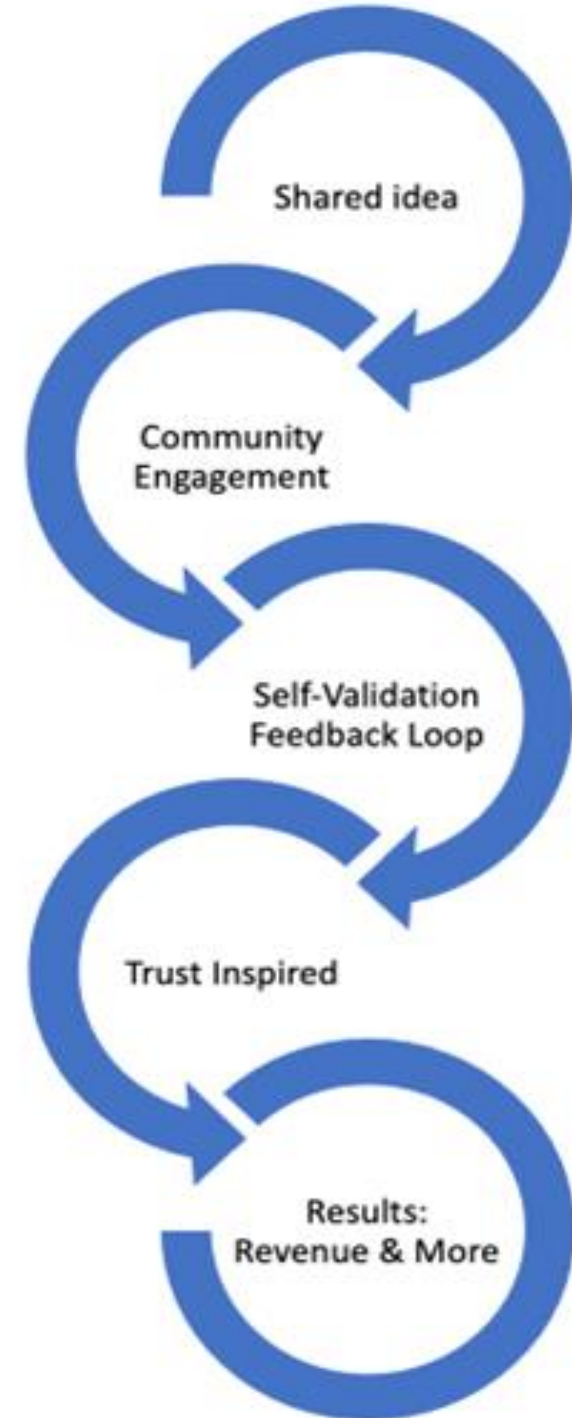 Shared idea
Community
Engagement
Self-Validation
Feedback Loop
Trust Inspired
Results:
Revenue & More